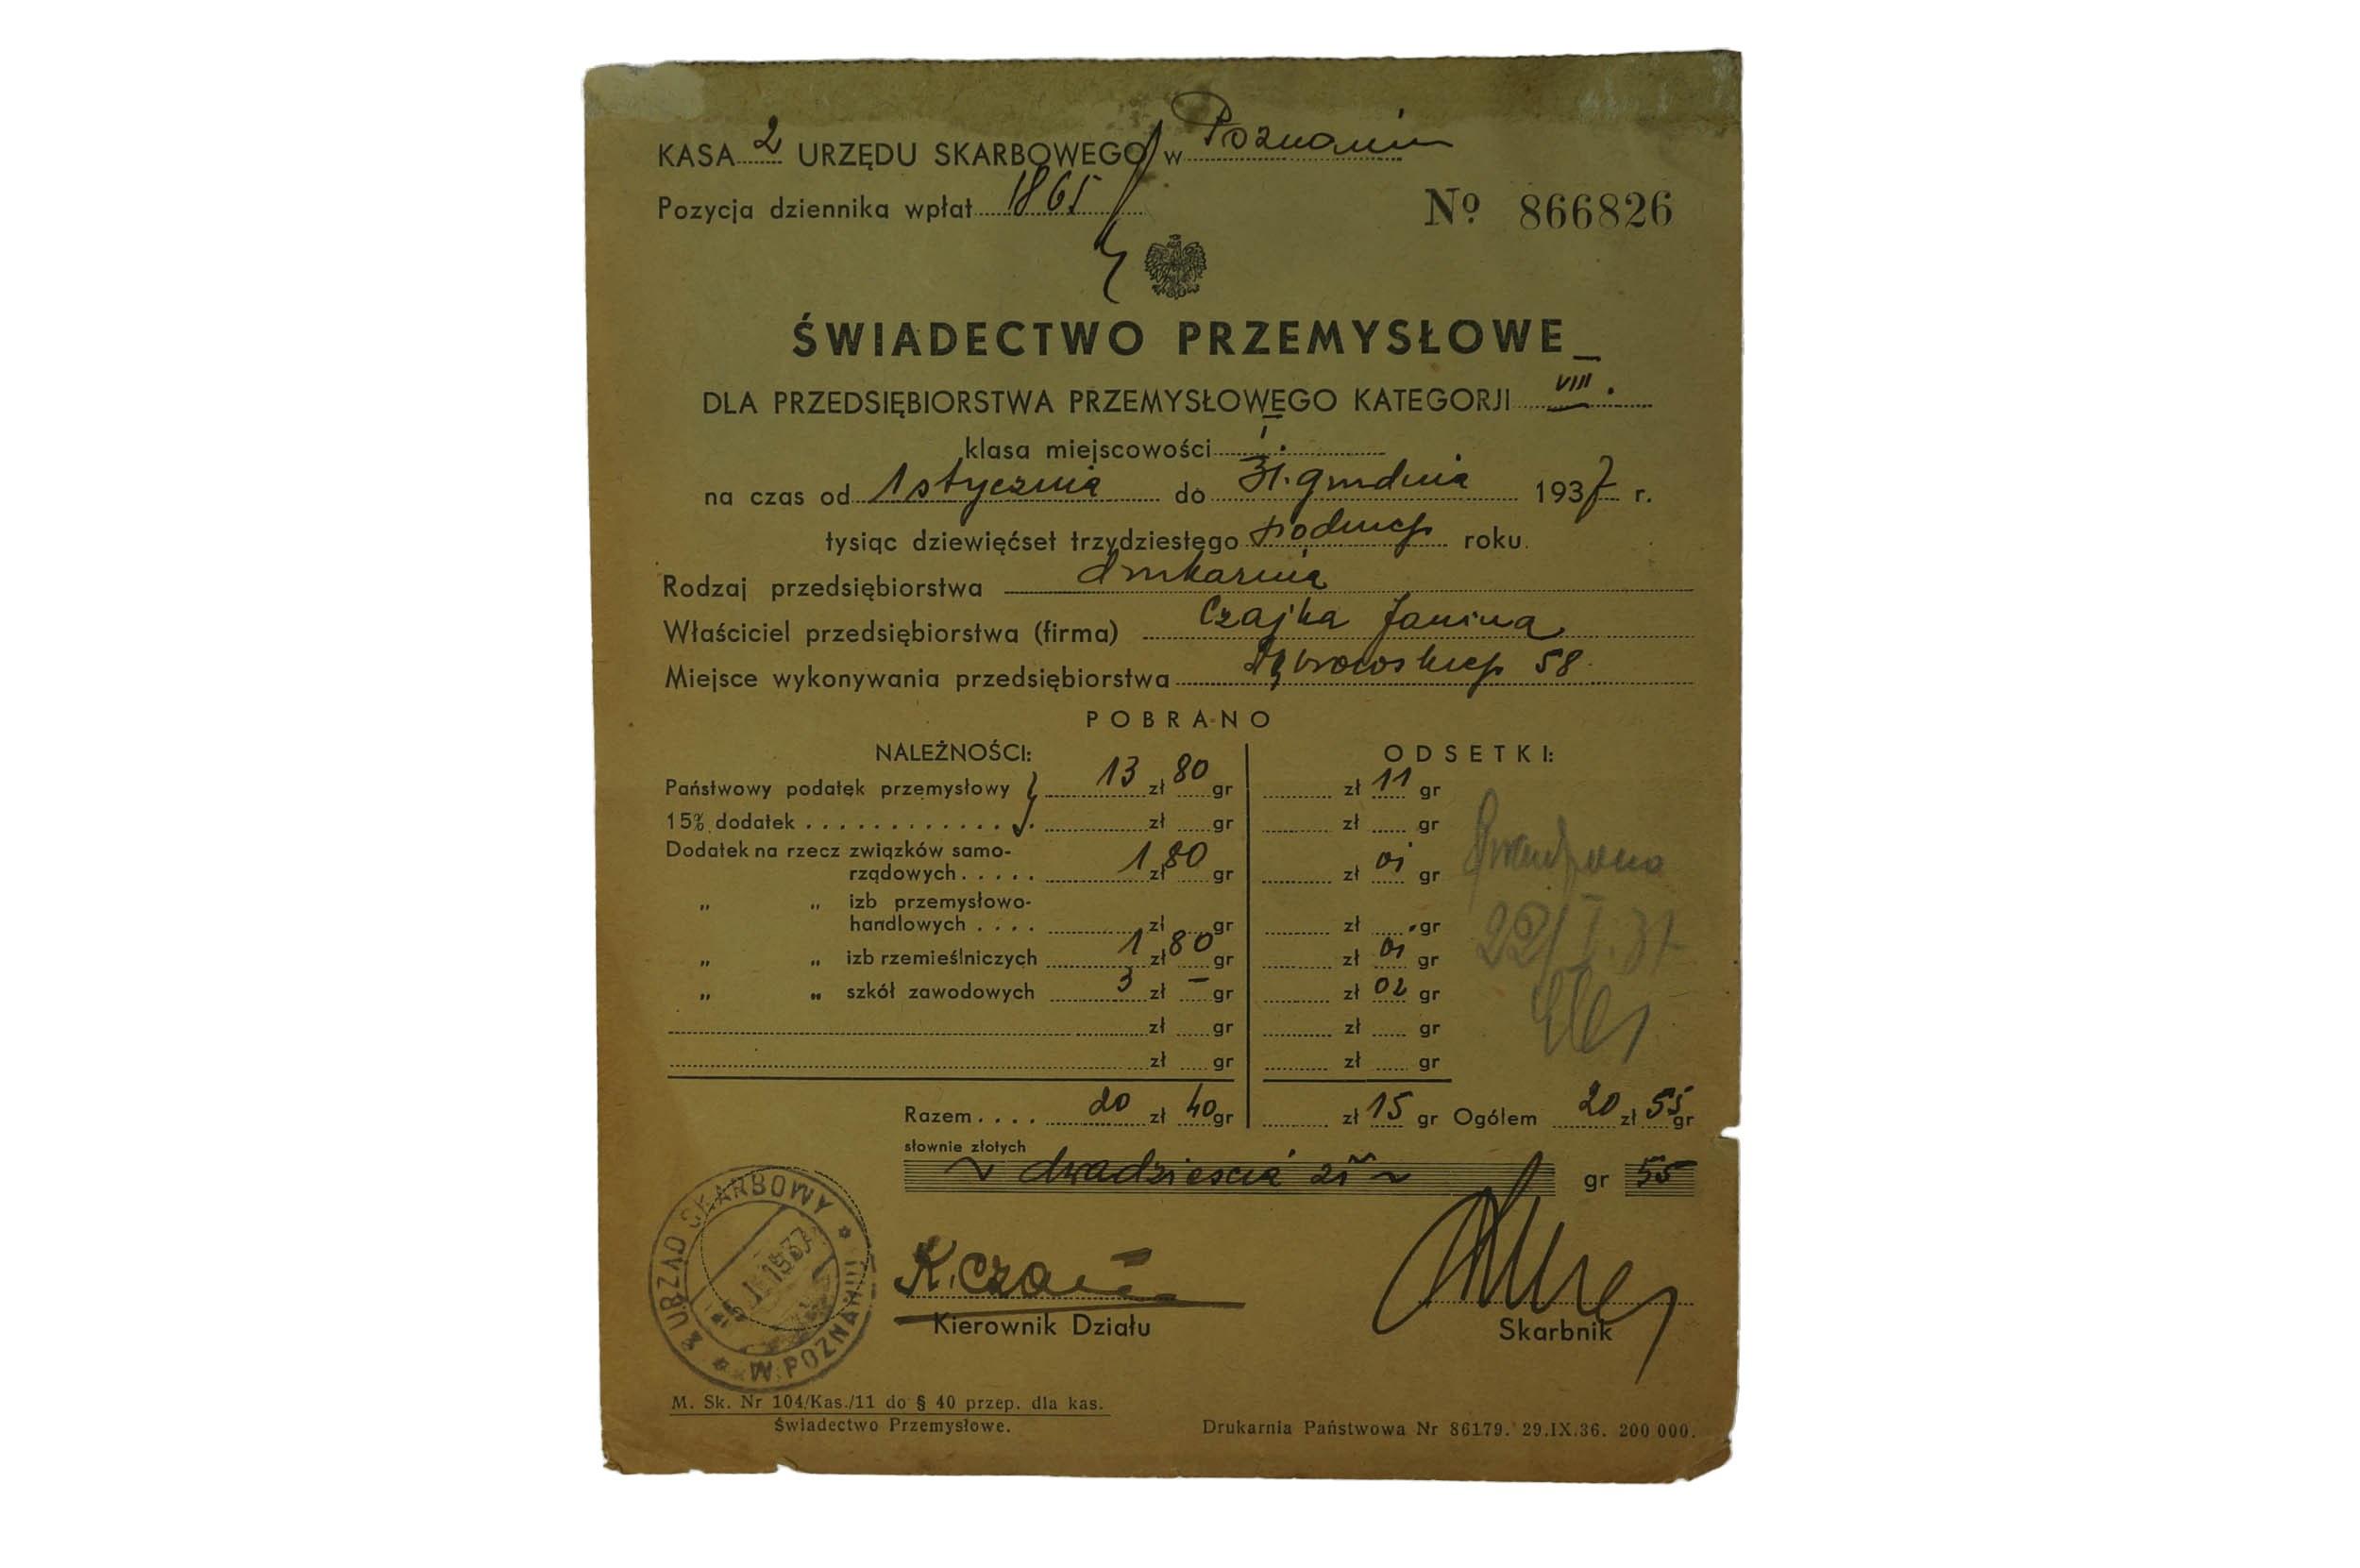 KASA 2 URZĘDU SKARBOWEGO w Poznaniu
Pozycja dziennika wpłat 1865
Nº 866826
ŚWIADECTWO PRZEMYSŁOWE
DLA PRZEDSIĘBIORSTWA PRZEMYSŁOWEGO KATEGORJI VIII.
klasa miejscowości I.
na czas od 1 stycznia do 31. grudnia 1937 r.
tysiąc dziewięćset trzydziestego siódmego roku.
Rodzaj przedsiębiorstwa drukarnia
Właściciel przedsiębiorstwa (firma) Czajka Janina
Miejsce wykonywania przedsiębiorstwa Dąbrowskiego 58
POBRANO
NALEŻNOŚCI: ODSETKI:
Państwowy podatek przemysłowy 13 zł 80 gr zł 11 gr
15% dodatek . . . . . . . . . . . . . zł gr zł gr
Dodatek na rzecz związków samo-
rządowych . . . . . 1 zł 80 gr zł 01 gr
„ „ izb przemysłowo-
handlowych . . . . zł gr zł gr
„ „ izb rzemieślniczych 1 zł 80 gr zł 01 gr
„ „ szkół zawodowych 3 zł – gr zł 02 gr
zł gr zł gr
zł gr zł gr
22/I.37
Razem . . . . 20 zł 40 gr zł 15 gr Ogółem 20 zł 55 gr
słownie złotych
dwadzieścia zł gr 55
URZĄD SKARBOWY W POZNANIU
I 1937
K. Cza
Kierownik Działu
Skarbnik
M. Sk. Nr 104/Kas./11 do § 40 przep. dla kas.
Świadectwo Przemysłowe.
Drukarnia Państwowa Nr 86179. 29.IX.36. 200 000.